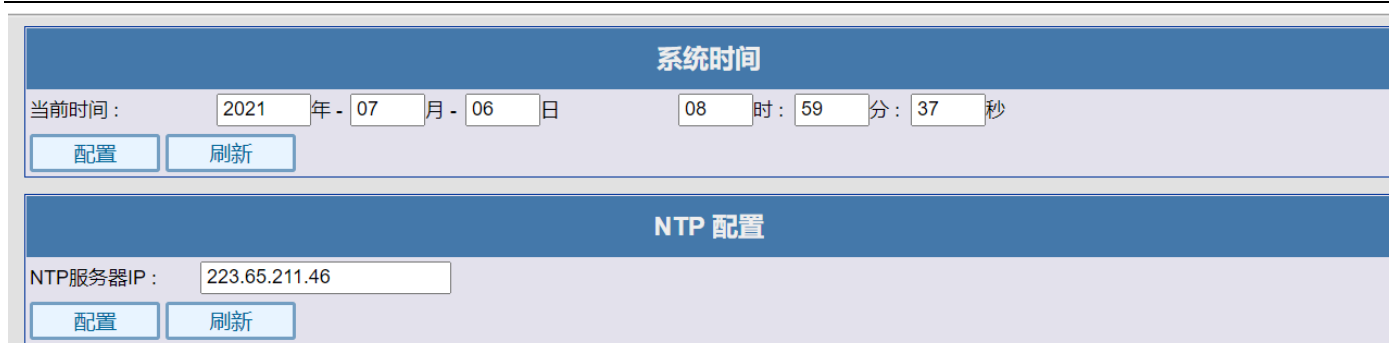 系统时间
当前时间： 2021 年 - 07 月 - 06 日 08 时： 59 分： 37 秒
配置 刷新
NTP 配置
NTP服务器IP： 223.65.211.46
配置 刷新